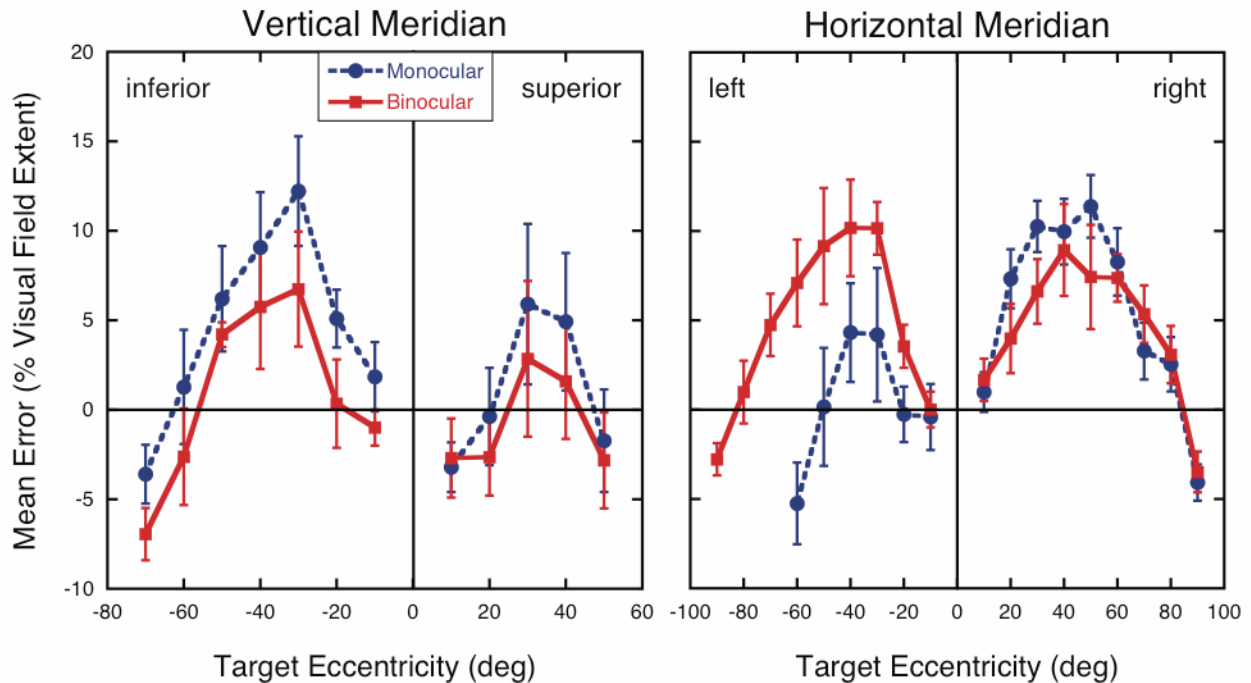 Vertical Meridian
Horizontal Meridian
Mean Error (% Visual Field Extent)
20
15
10
5
0
-5
-10
inferior
Monocular
Binocular
superior
left
right
-80 -60 -40 -20 0 20 40 60
-100 -80 -60 -40 -20 0 20 40 60 80 100
Target Eccentricity (deg)
Target Eccentricity (deg)